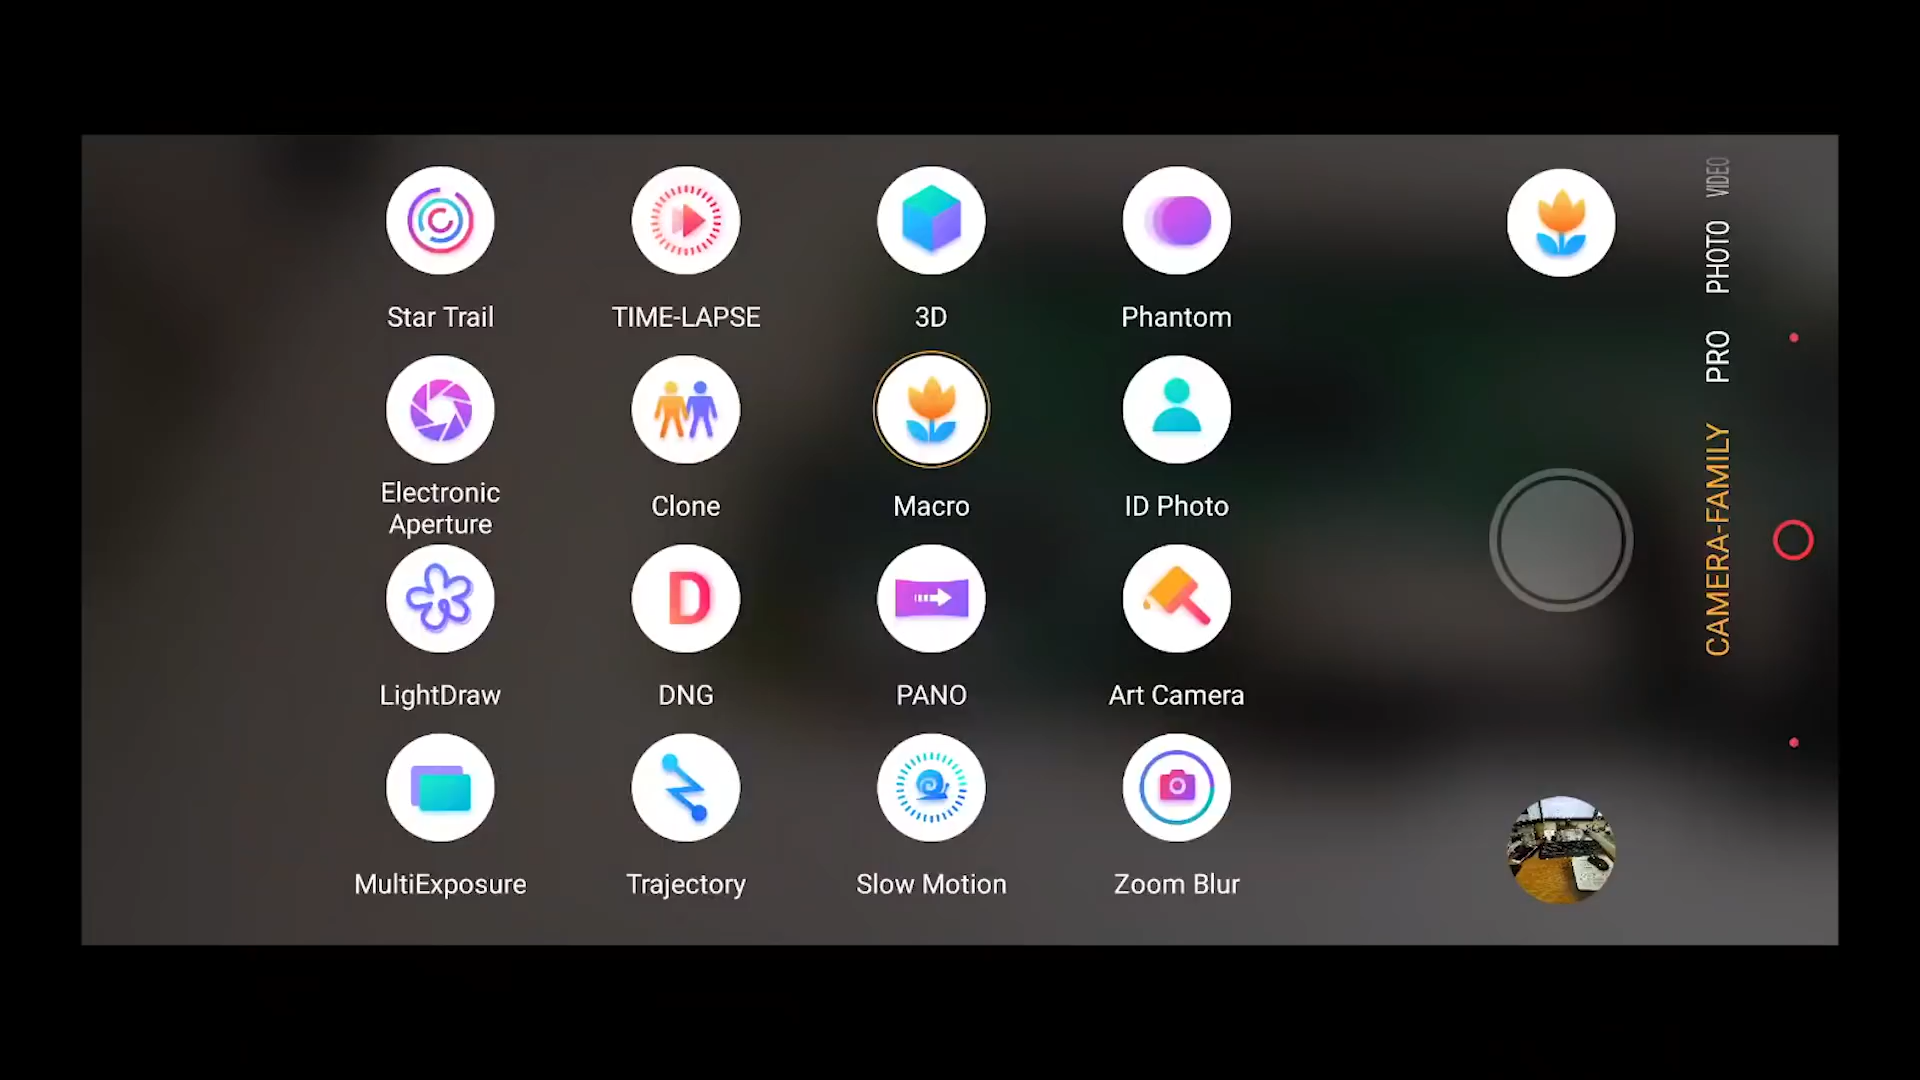 Star Trail
TIME-LAPSE
3D
Phantom
Electronic
Aperture
Clone
Macro
ID Photo
LightDraw
D
DNG
PANO
Art Camera
MultiExposure
Trajectory
Slow Motion
Zoom Blur
VIDEO
PHOTO
PRO
CAMERA-FAMILY